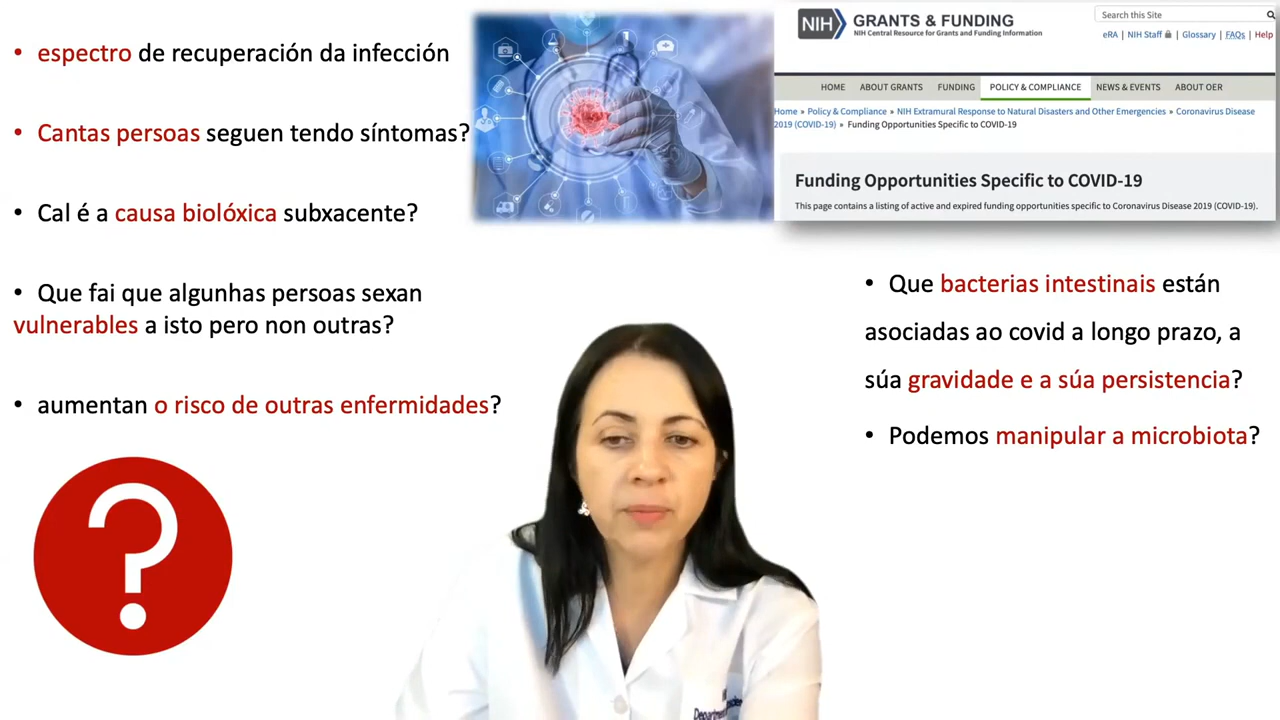 • espectro de recuperación da infección
• Cantas persoas seguen tendo síntomas?
• Cal é a causa biolóxica subxacente?
• Que fai que algunhas persoas sexan
vulnerables a isto pero non outras?
• aumentan o risco de outras enfermidades?
?
NIH GRANTS & FUNDING
NIH Central Resource for Grants and Funding Information
Search this Site
eRA | NIH Staff | Glossary | FAQs | Help
HOME ABOUT GRANTS FUNDING POLICY & COMPLIANCE NEWS & EVENTS ABOUT OER
Home » Policy & Compliance » NIH Extramural Response to Natural Disasters and Other Emergencies » Coronavirus Disease
2019 (COVID-19) » Funding Opportunities Specific to COVID-19
Funding Opportunities Specific to COVID-19
This page contains a listing of active and expired funding opportunities specific to Coronavirus Disease 2019 (COVID-19).
• Que bacterias intestinais están
asociadas ao covid a longo prazo, a
súa gravidade e a súa persistencia?
• Podemos manipular a microbiota?